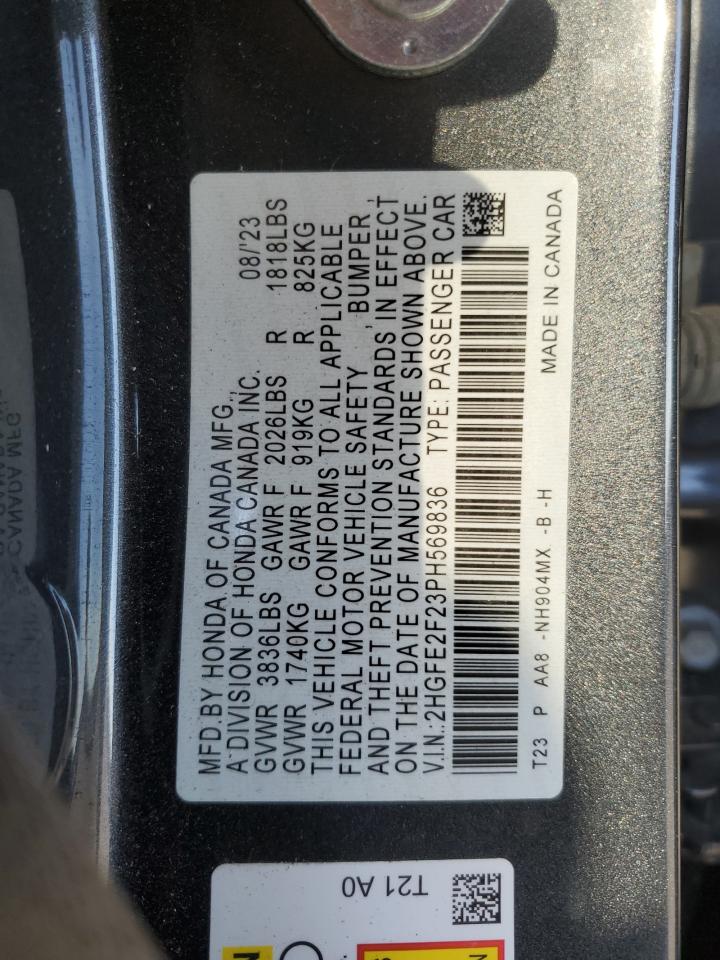 MFD.BY HONDA OF CANADA MFG., 08/'23
A DIVISION OF HONDA CANADA INC.
GVWR 3836LBS GAWR F 2026LBS R 1818LBS
GVWR 1740KG GAWR F 919KG R 825KG
THIS VEHICLE CONFORMS TO ALL APPLICABLE
FEDERAL MOTOR VEHICLE SAFETY, BUMPER,
AND THEFT PREVENTION STANDARDS, IN EFFECT
ON THE DATE OF MANUFACTURE SHOWN ABOVE.
V.I.N.:2HGFE2F23PH569836 TYPE: PASSENGER CAR
T23 P AA8 -NH904MX -B -H MADE IN CANADA
T21 A0
CANADA MFG